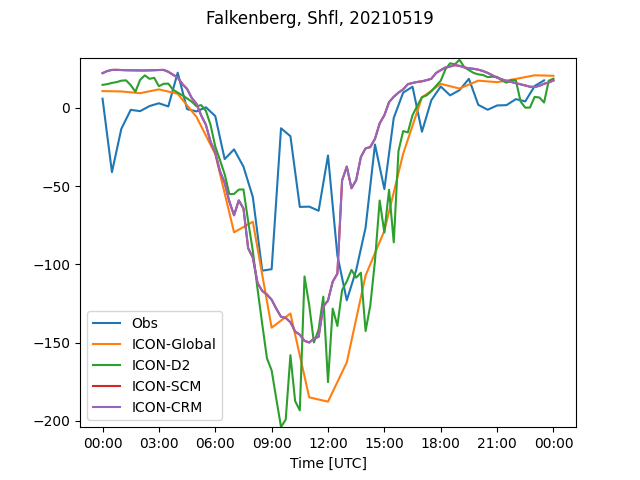 Falkenberg, Shfl, 20210519
0
−50
−100
−150
−200
Obs
ICON-Global
ICON-D2
ICON-SCM
ICON-CRM
00:00 03:00 06:00 09:00 12:00 15:00 18:00 21:00 00:00
Time [UTC]